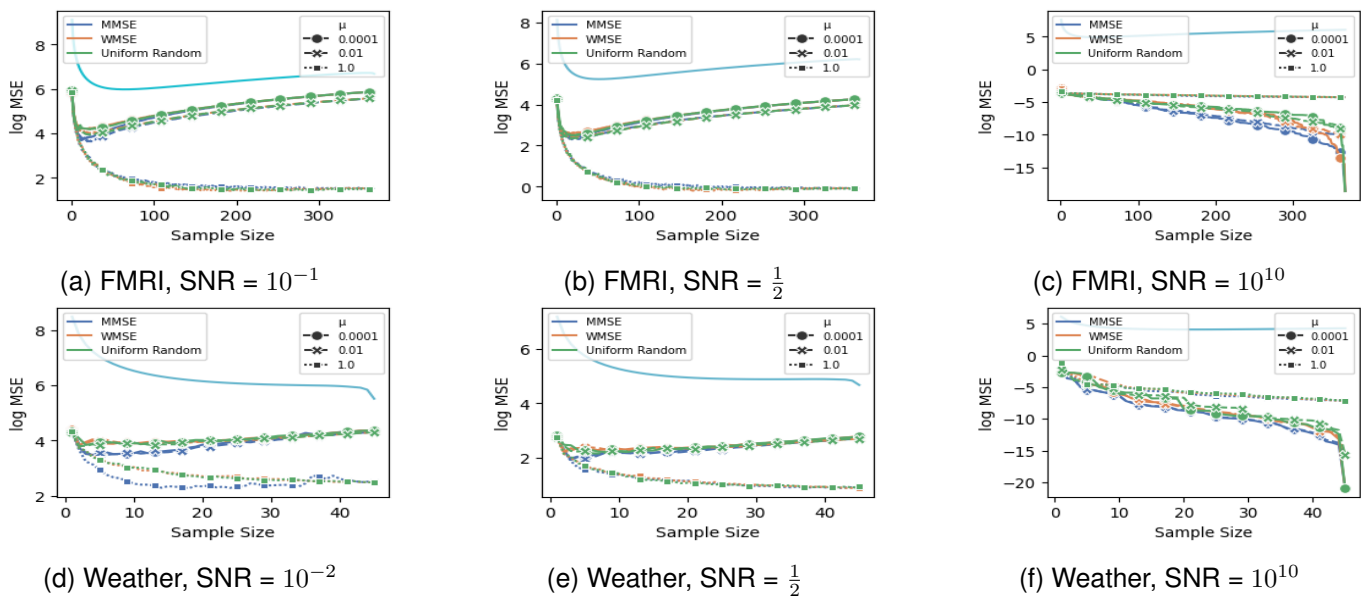 MMSE
WMSE
Uniform Random
μ
0.0001
0.01
1.0
log MSE
8
6
4
2
0 100 200 300
Sample Size
(a) FMRI, SNR = 10⁻¹
MMSE
WMSE
Uniform Random
μ
0.0001
0.01
1.0
log MSE
8
6
4
2
0
0 100 200 300
Sample Size
(b) FMRI, SNR = 1/2
MMSE
WMSE
Uniform Random
μ
0.0001
0.01
1.0
log MSE
5
0
−5
−10
−15
0 100 200 300
Sample Size
(c) FMRI, SNR = 10¹⁰
MMSE
WMSE
Uniform Random
μ
0.0001
0.01
1.0
log MSE
8
6
4
2
0 10 20 30 40
Sample Size
(d) Weather, SNR = 10⁻²
MMSE
WMSE
Uniform Random
μ
0.0001
0.01
1.0
log MSE
6
4
2
0 10 20 30 40
Sample Size
(e) Weather, SNR = 1/2
MMSE
WMSE
Uniform Random
μ
0.0001
0.01
1.0
log MSE
5
0
−5
−10
−15
−20
0 20 40
Sample Size
(f) Weather, SNR = 10¹⁰